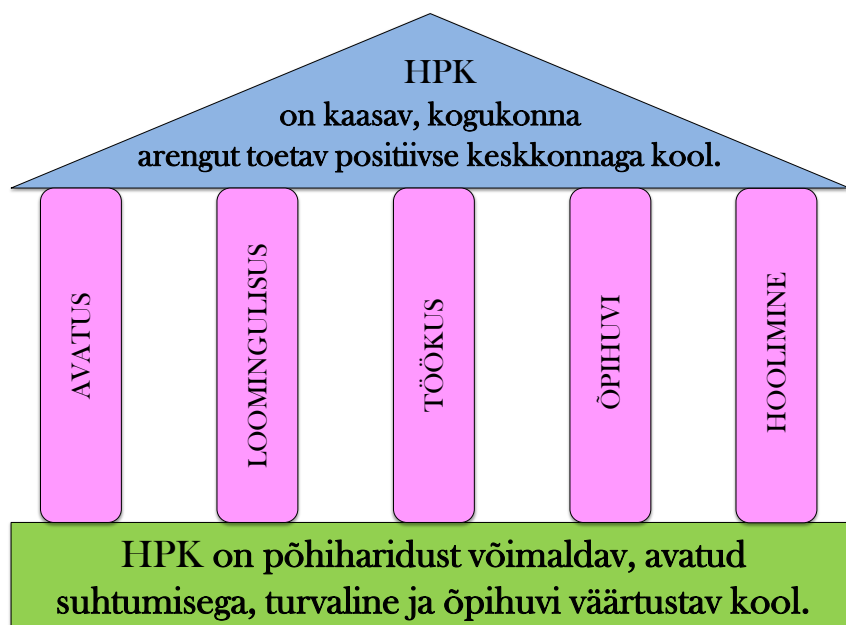 HPK
on kaasav, kogukonna
arengut toetav positiivse keskkonnaga kool.
AVATUS
LOOMINGULISUS
TÖÖKUS
ÕPIHUVI
HOOLIMINE
HPK on põhiharidust võimaldav, avatud
suhtumisega, turvaline ja õpihuvi väärtustav kool.